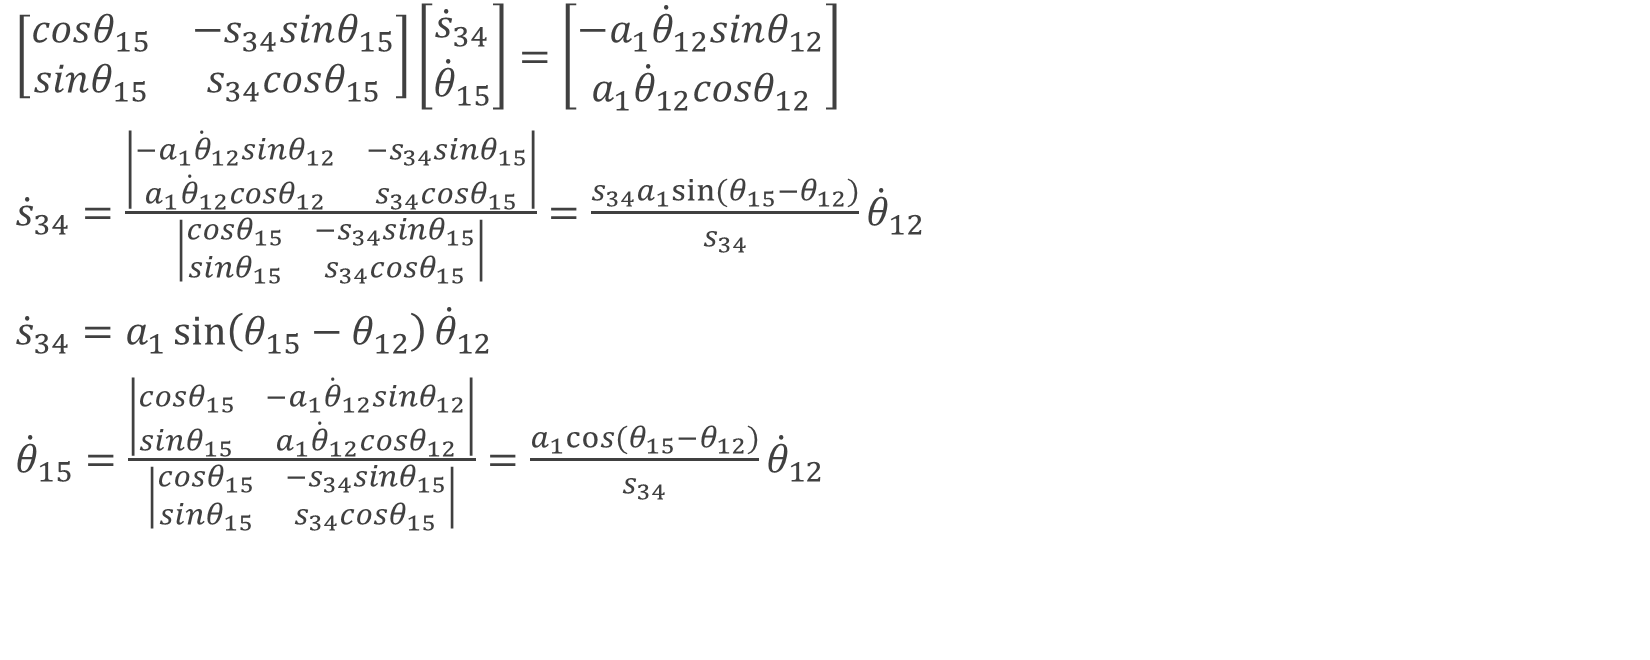 [cosθ₁₅ −s₃₄sinθ₁₅; sinθ₁₅ s₃₄cosθ₁₅] [ṡ₃₄; θ̇₁₅] = [−a₁θ̇₁₂sinθ₁₂; a₁θ̇₁₂cosθ₁₂]
ṡ₃₄ = |−a₁θ̇₁₂sinθ₁₂ −s₃₄sinθ₁₅; a₁θ̇₁₂cosθ₁₂ s₃₄cosθ₁₅| / |cosθ₁₅ −s₃₄sinθ₁₅; sinθ₁₅ s₃₄cosθ₁₅| = s₃₄a₁sin(θ₁₅−θ₁₂) / s₃₄ θ̇₁₂
ṡ₃₄ = a₁ sin(θ₁₅ − θ₁₂) θ̇₁₂
θ̇₁₅ = |cosθ₁₅ −a₁θ̇₁₂sinθ₁₂; sinθ₁₅ a₁θ̇₁₂cosθ₁₂| / |cosθ₁₅ −s₃₄sinθ₁₅; sinθ₁₅ s₃₄cosθ₁₅| = a₁cos(θ₁₅−θ₁₂) / s₃₄ θ̇₁₂